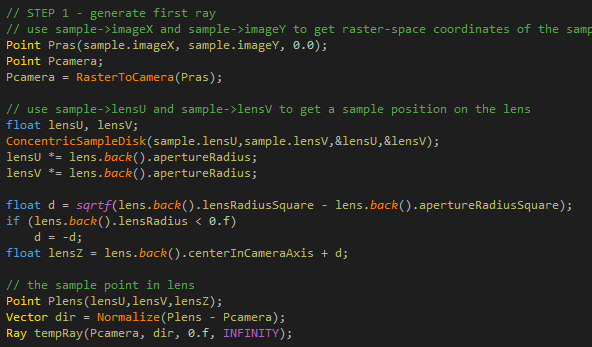 // STEP 1 - generate first ray
// use sample->imageX and sample->imageY to get raster-space coordinates of the samp
Point Pras(sample.imageX, sample.imageY, 0.0);
Point Pcamera;
Pcamera = RasterToCamera(Pras);
// use sample->lensU and sample->lensV to get a sample position on the lens
float lensU, lensV;
ConcentricSampleDisk(sample.lensU,sample.lensV,&lensU,&lensV);
lensU *= lens.back().apertureRadius;
lensV *= lens.back().apertureRadius;
float d = sqrtf(lens.back().lensRadiusSquare - lens.back().apertureRadiusSquare);
if (lens.back().lensRadius < 0.f)
    d = -d;
float lensZ = lens.back().centerInCameraAxis + d;
// the sample point in lens
Point Plens(lensU,lensV,lensZ);
Vector dir = Normalize(Plens - Pcamera);
Ray tempRay(Pcamera, dir, 0.f, INFINITY);